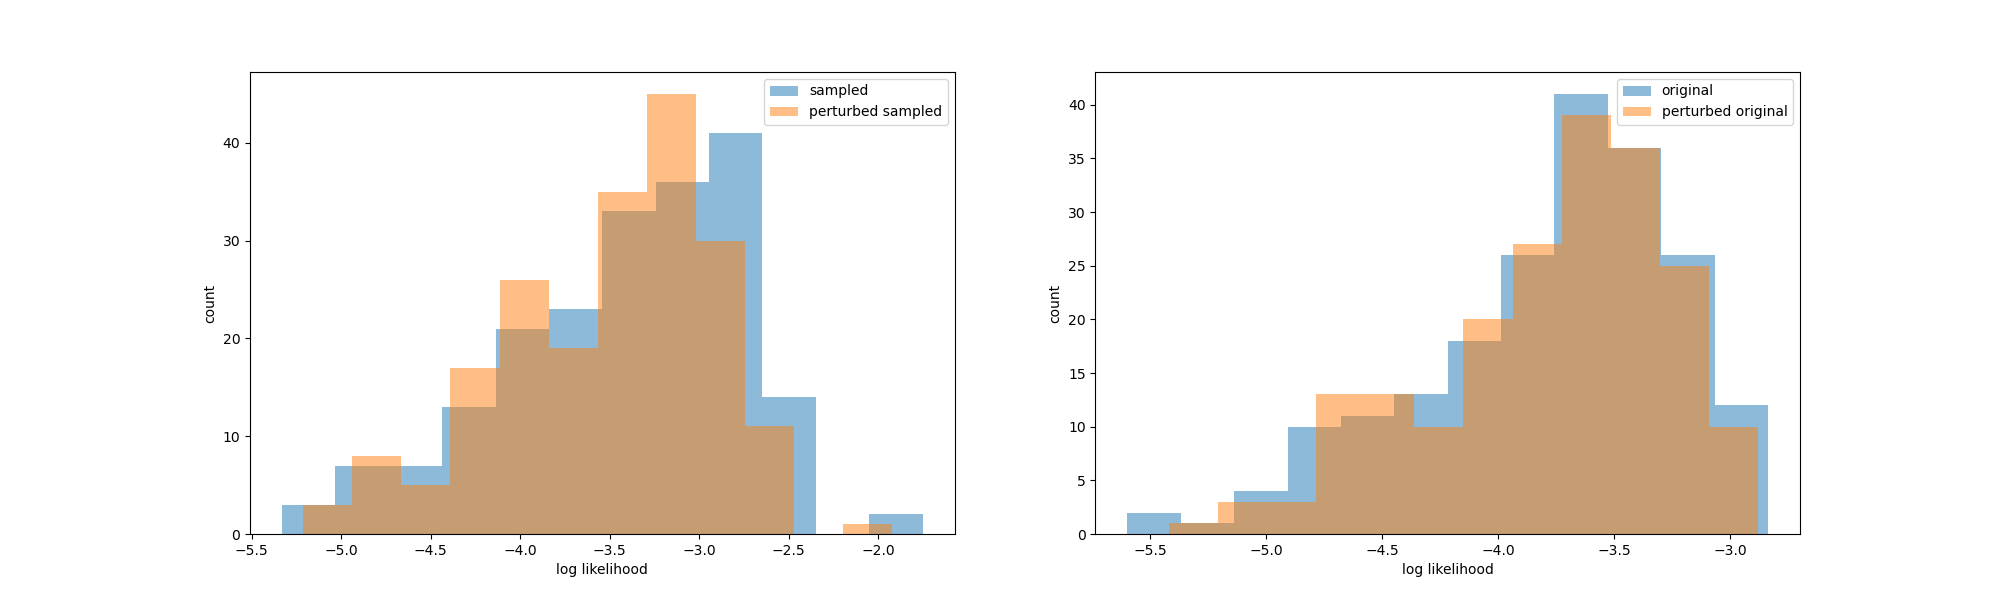 sampled
perturbed sampled
count
40
30
20
10
0
−5.5 −5.0 −4.5 −4.0 −3.5 −3.0 −2.5 −2.0
log likelihood
original
perturbed original
count
40
35
30
25
20
15
10
5
0
−5.5 −5.0 −4.5 −4.0 −3.5 −3.0
log likelihood